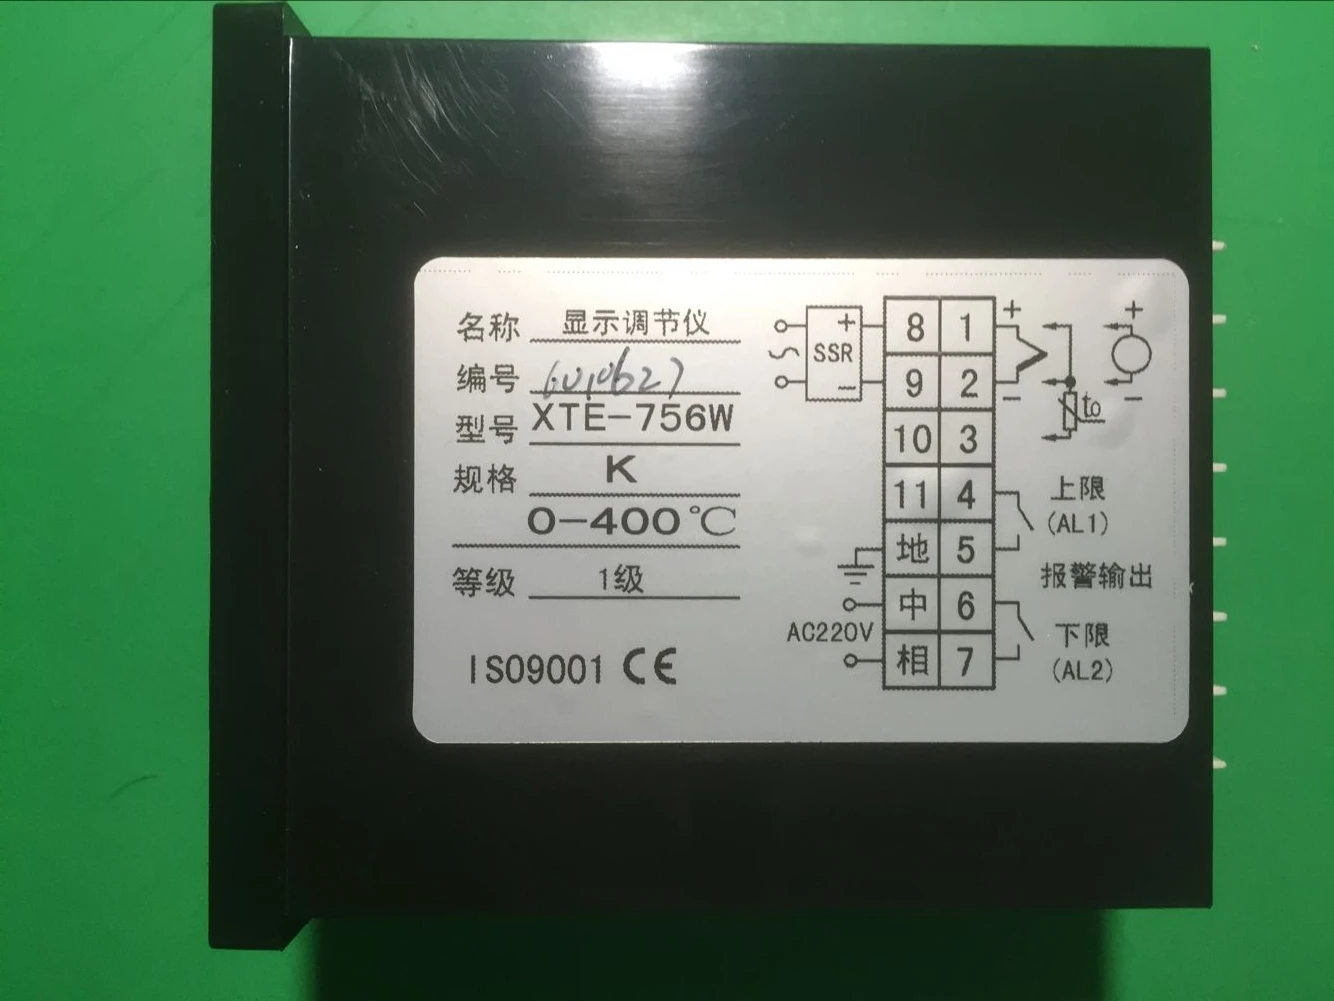 名称 显示调节仪
编号
型号 XTE-756W
规格 K
0-400℃
等级 1级
ISO9001 CE
+ SSR -
8 1
9 2
10 3
11 4
地 5
中 6
相 7
AC220V
+
-
to
+
-
上限
(AL1)
报警输出
下限
(AL2)